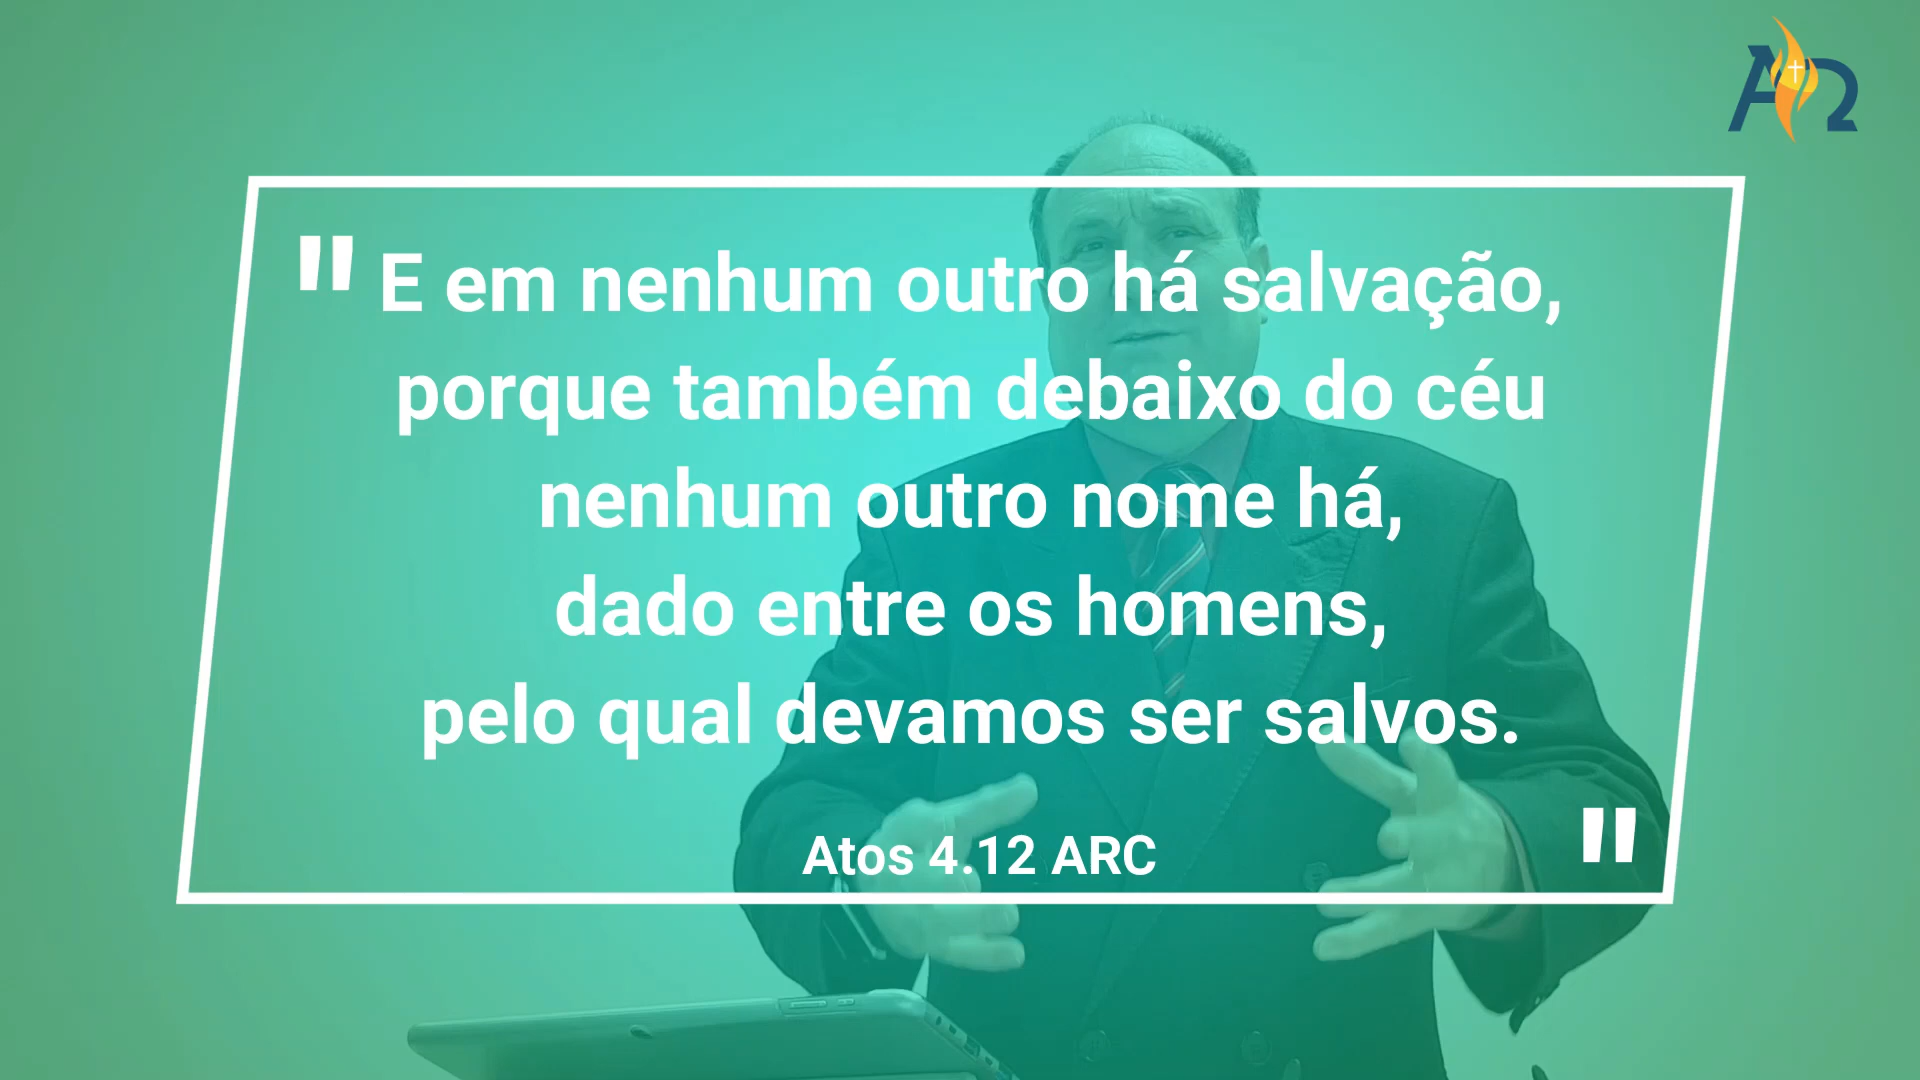 AΩ
"E em nenhum outro há salvação,
porque também debaixo do céu
nenhum outro nome há,
dado entre os homens,
pelo qual devamos ser salvos.
Atos 4.12 ARC"